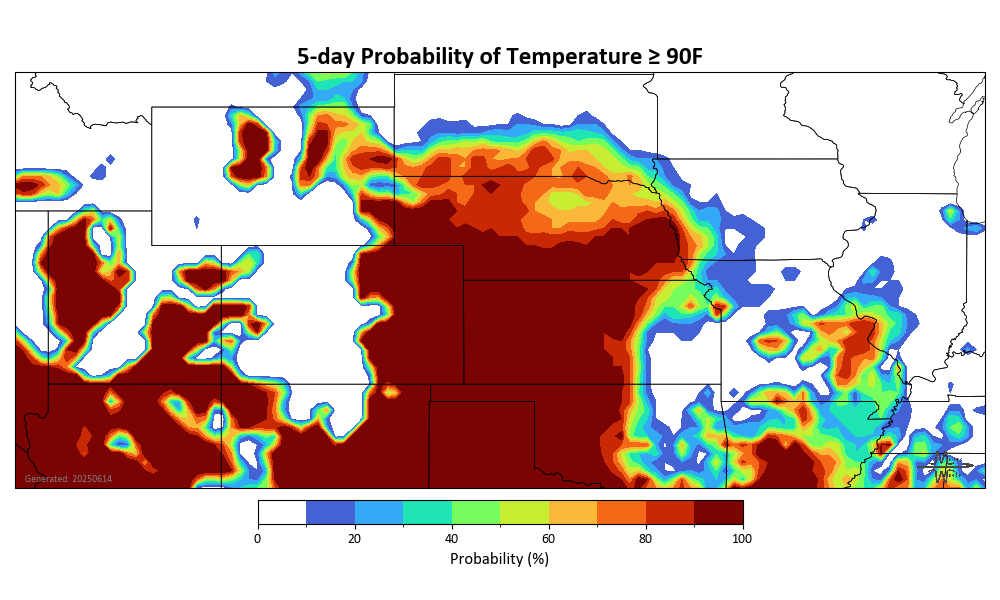 5-day Probability of Temperature ≥ 90F
Generated: 20250614
0 20 40 60 80 100
Probability (%)